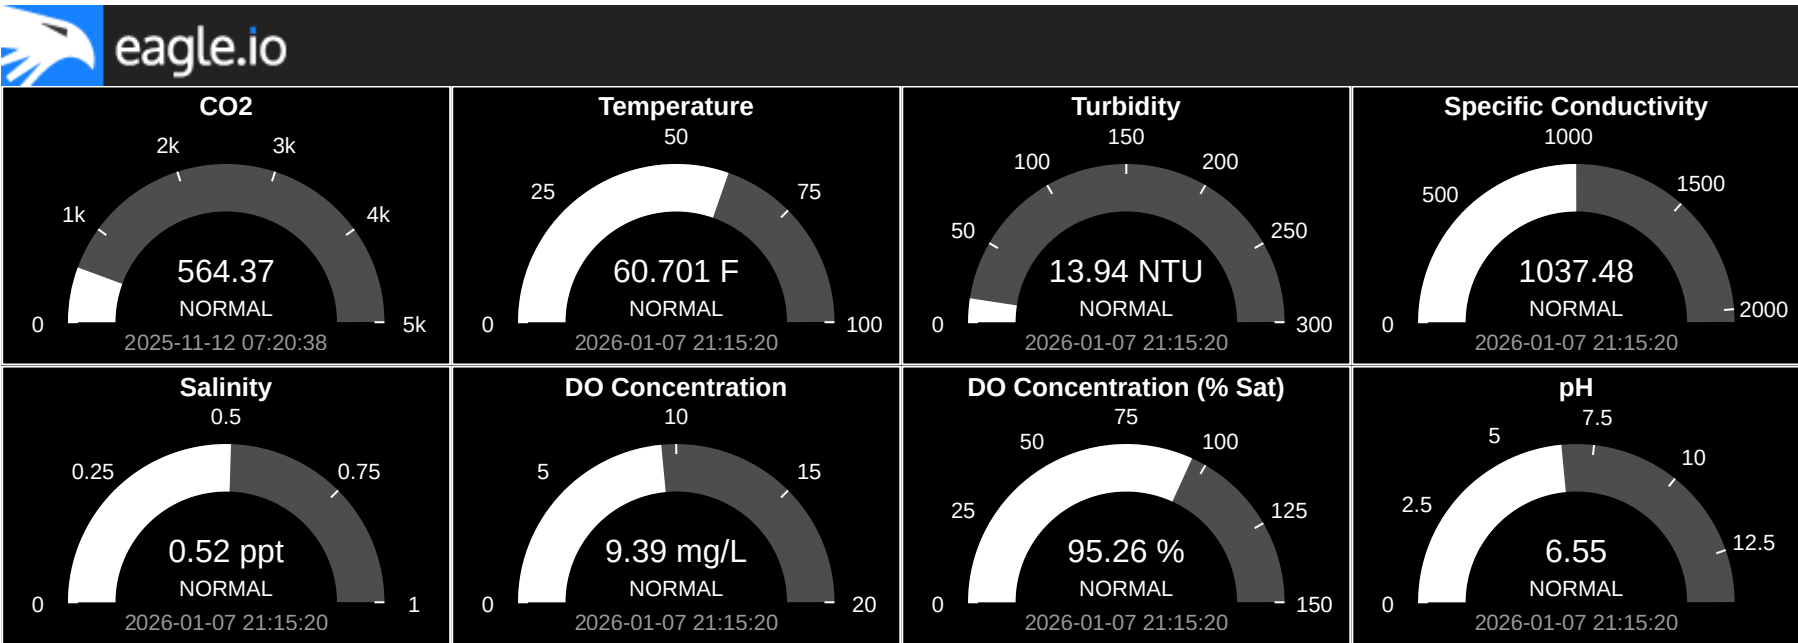 eagle.io
CO2
0
1k
2k
3k
4k
5k
564.37
NORMAL
2025-11-12 07:20:38
Temperature
0
25
50
75
100
60.701 F
NORMAL
2026-01-07 21:15:20
Turbidity
0
50
100
150
200
250
300
13.94 NTU
NORMAL
2026-01-07 21:15:20
Specific Conductivity
0
500
1000
1500
2000
1037.48
NORMAL
2026-01-07 21:15:20
Salinity
0
0.25
0.5
0.75
1
0.52 ppt
NORMAL
2026-01-07 21:15:20
DO Concentration
0
5
10
15
20
9.39 mg/L
NORMAL
2026-01-07 21:15:20
DO Concentration (% Sat)
0
25
50
75
100
125
150
95.26 %
NORMAL
2026-01-07 21:15:20
pH
0
2.5
5
7.5
10
12.5
6.55
NORMAL
2026-01-07 21:15:20